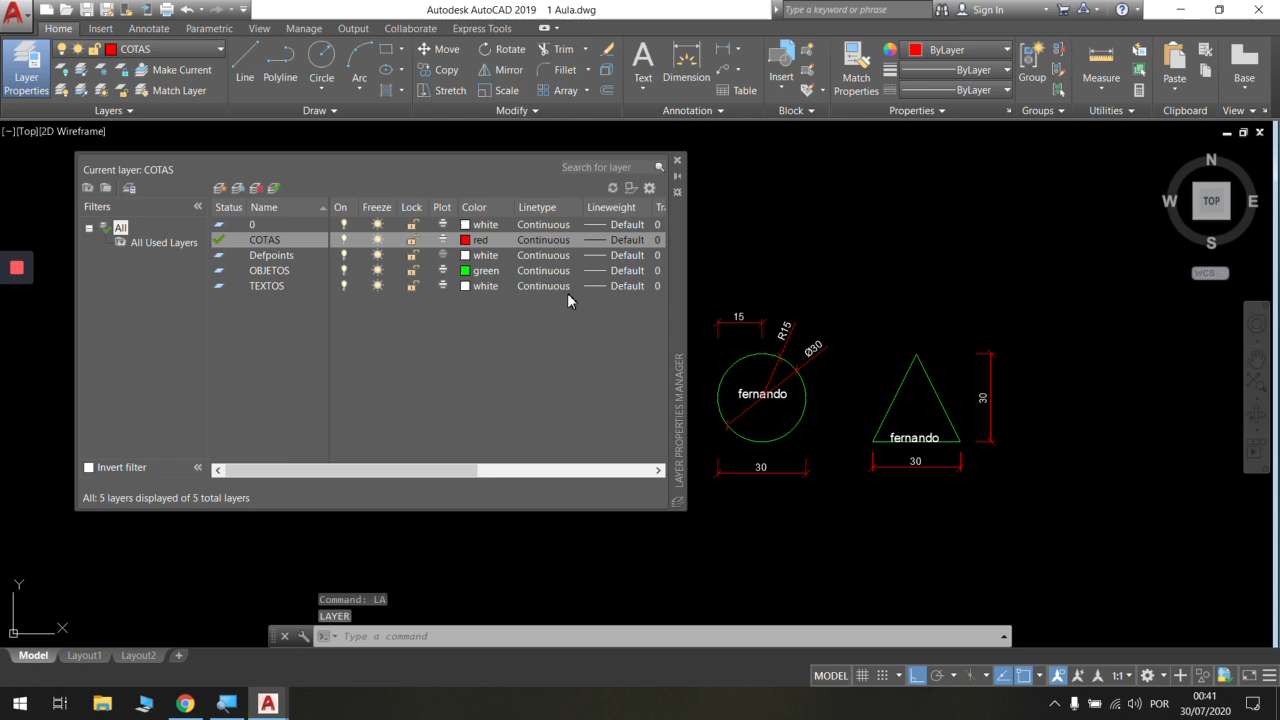 Autodesk AutoCAD 2019 1 Aula.dwg
Type a keyword or phrase
Sign In
Home Insert Annotate Parametric View Manage Output Collaborate Express Tools
Layer Properties
COTAS
Make Current
Match Layer
Layers
Line Polyline Circle Arc
Draw
Move Rotate Trim
Copy Mirror Fillet
Stretch Scale Array
Modify
Text Dimension
Table
Annotation
Insert
Block
Match Properties
ByLayer
ByLayer
ByLayer
Properties
Group
Groups
Measure
Utilities
Paste
Clipboard
Base
View
[−][Top][2D Wireframe]
Current layer: COTAS
Search for layer
Filters
All
All Used Layers
Status Name On Freeze Lock Plot Color Linetype Lineweight Tr
0 white Continuous Default 0
COTAS red Continuous Default 0
Defpoints white Continuous Default 0
OBJETOS green Continuous Default 0
TEXTOS white Continuous Default 0
Invert filter
All: 5 layers displayed of 5 total layers
LAYER PROPERTIES MANAGER
15
R15
Ø30
fernando
30
fernando
30
30
N
W TOP E
S
WCS
Y
X
Command: LA
LAYER
Type a command
Model Layout1 Layout2 +
MODEL 1:1
POR
00:41
30/07/2020